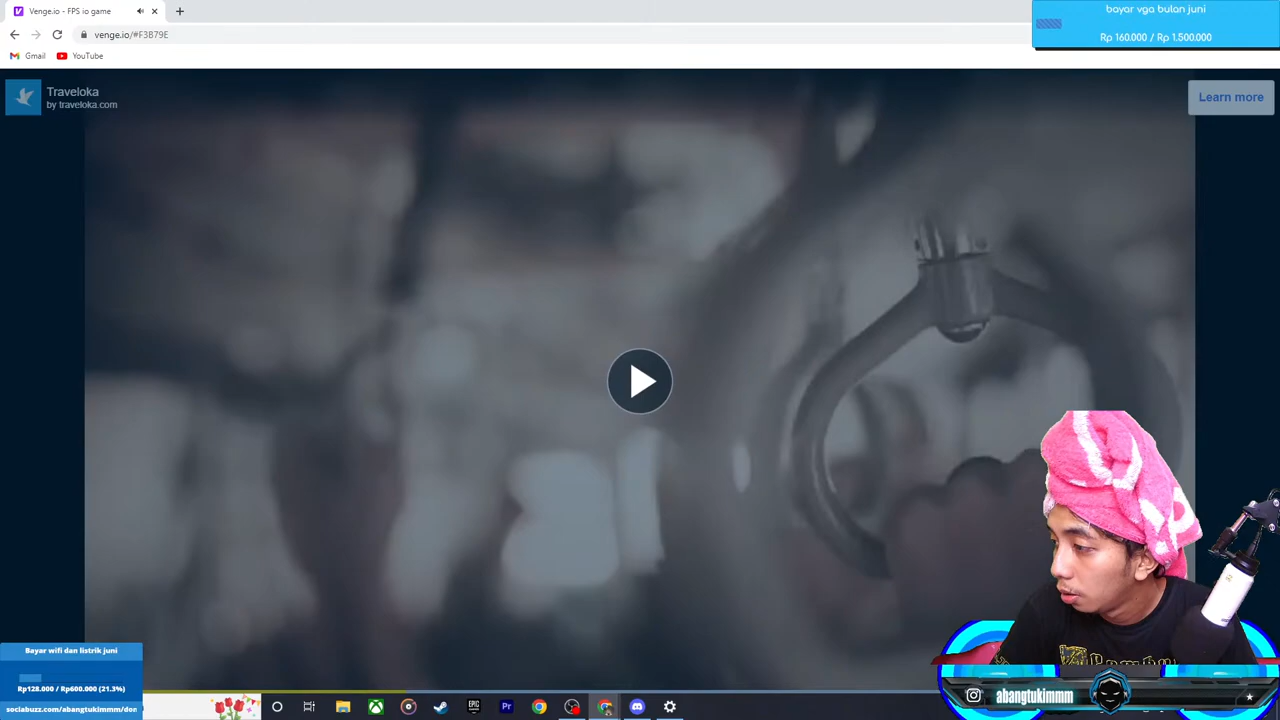 Venge.io - FPS io game
venge.io/#F3B79E
Gmail
YouTube
bayar vga bulan juni
Rp 160.000 / Rp 1.500.000
Traveloka
by traveloka.com
Learn more
Bayar wifi dan listrik juni
Rp128.000 / Rp600.000 (21.3%)
sociabuzz.com/abangtukimmm/don
EPIC
Pr
abangtukimmm